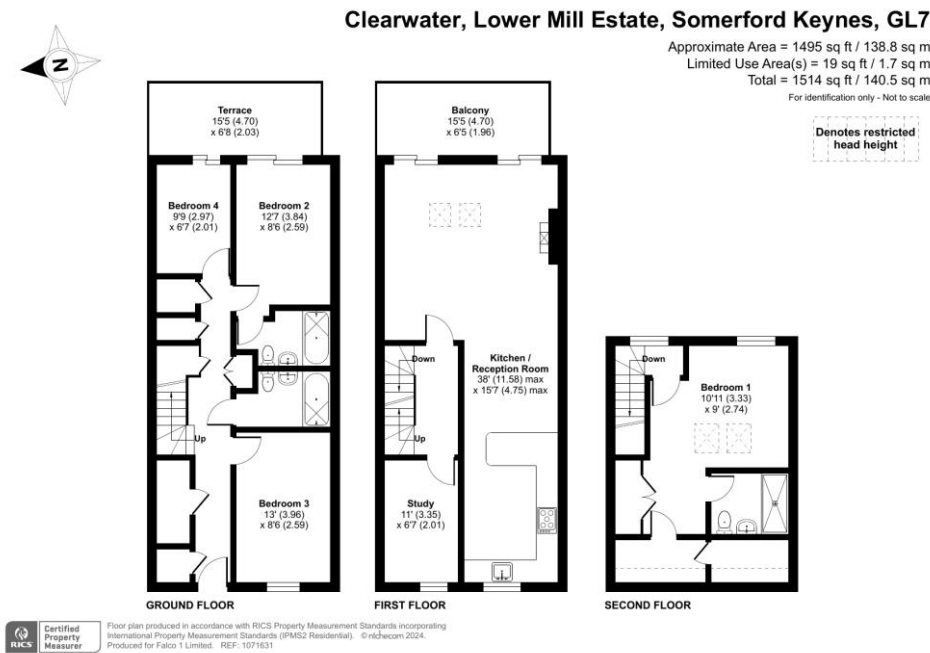 Clearwater, Lower Mill Estate, Somerford Keynes, GL7
Approximate Area = 1495 sq ft / 138.8 sq m
Limited Use Area(s) = 19 sq ft / 1.7 sq m
Total = 1514 sq ft / 140.5 sq m
For identification only - Not to scale
Denotes restricted
head height
N
Terrace
15'5 (4.70)
x 6'8 (2.03)
Bedroom 4
9'9 (2.97)
x 6'7 (2.01)
Bedroom 2
12'7 (3.84)
x 8'6 (2.59)
Up
Bedroom 3
13' (3.96)
x 8'6 (2.59)
GROUND FLOOR
Balcony
15'5 (4.70)
x 6'5 (1.96)
Down
Kitchen /
Reception Room
38' (11.58) max
x 15'7 (4.75) max
Up
Study
11' (3.35)
x 6'7 (2.01)
FIRST FLOOR
Down
Bedroom 1
10'11 (3.33)
x 9' (2.74)
SECOND FLOOR
RICS
Certified
Property
Measurer
Floor plan produced in accordance with RICS Property Measurement Standards incorporating
International Property Measurement Standards (IPMS2 Residential). © ntchecom 2024.
Produced for Falco 1 Limited. REF: 1071631